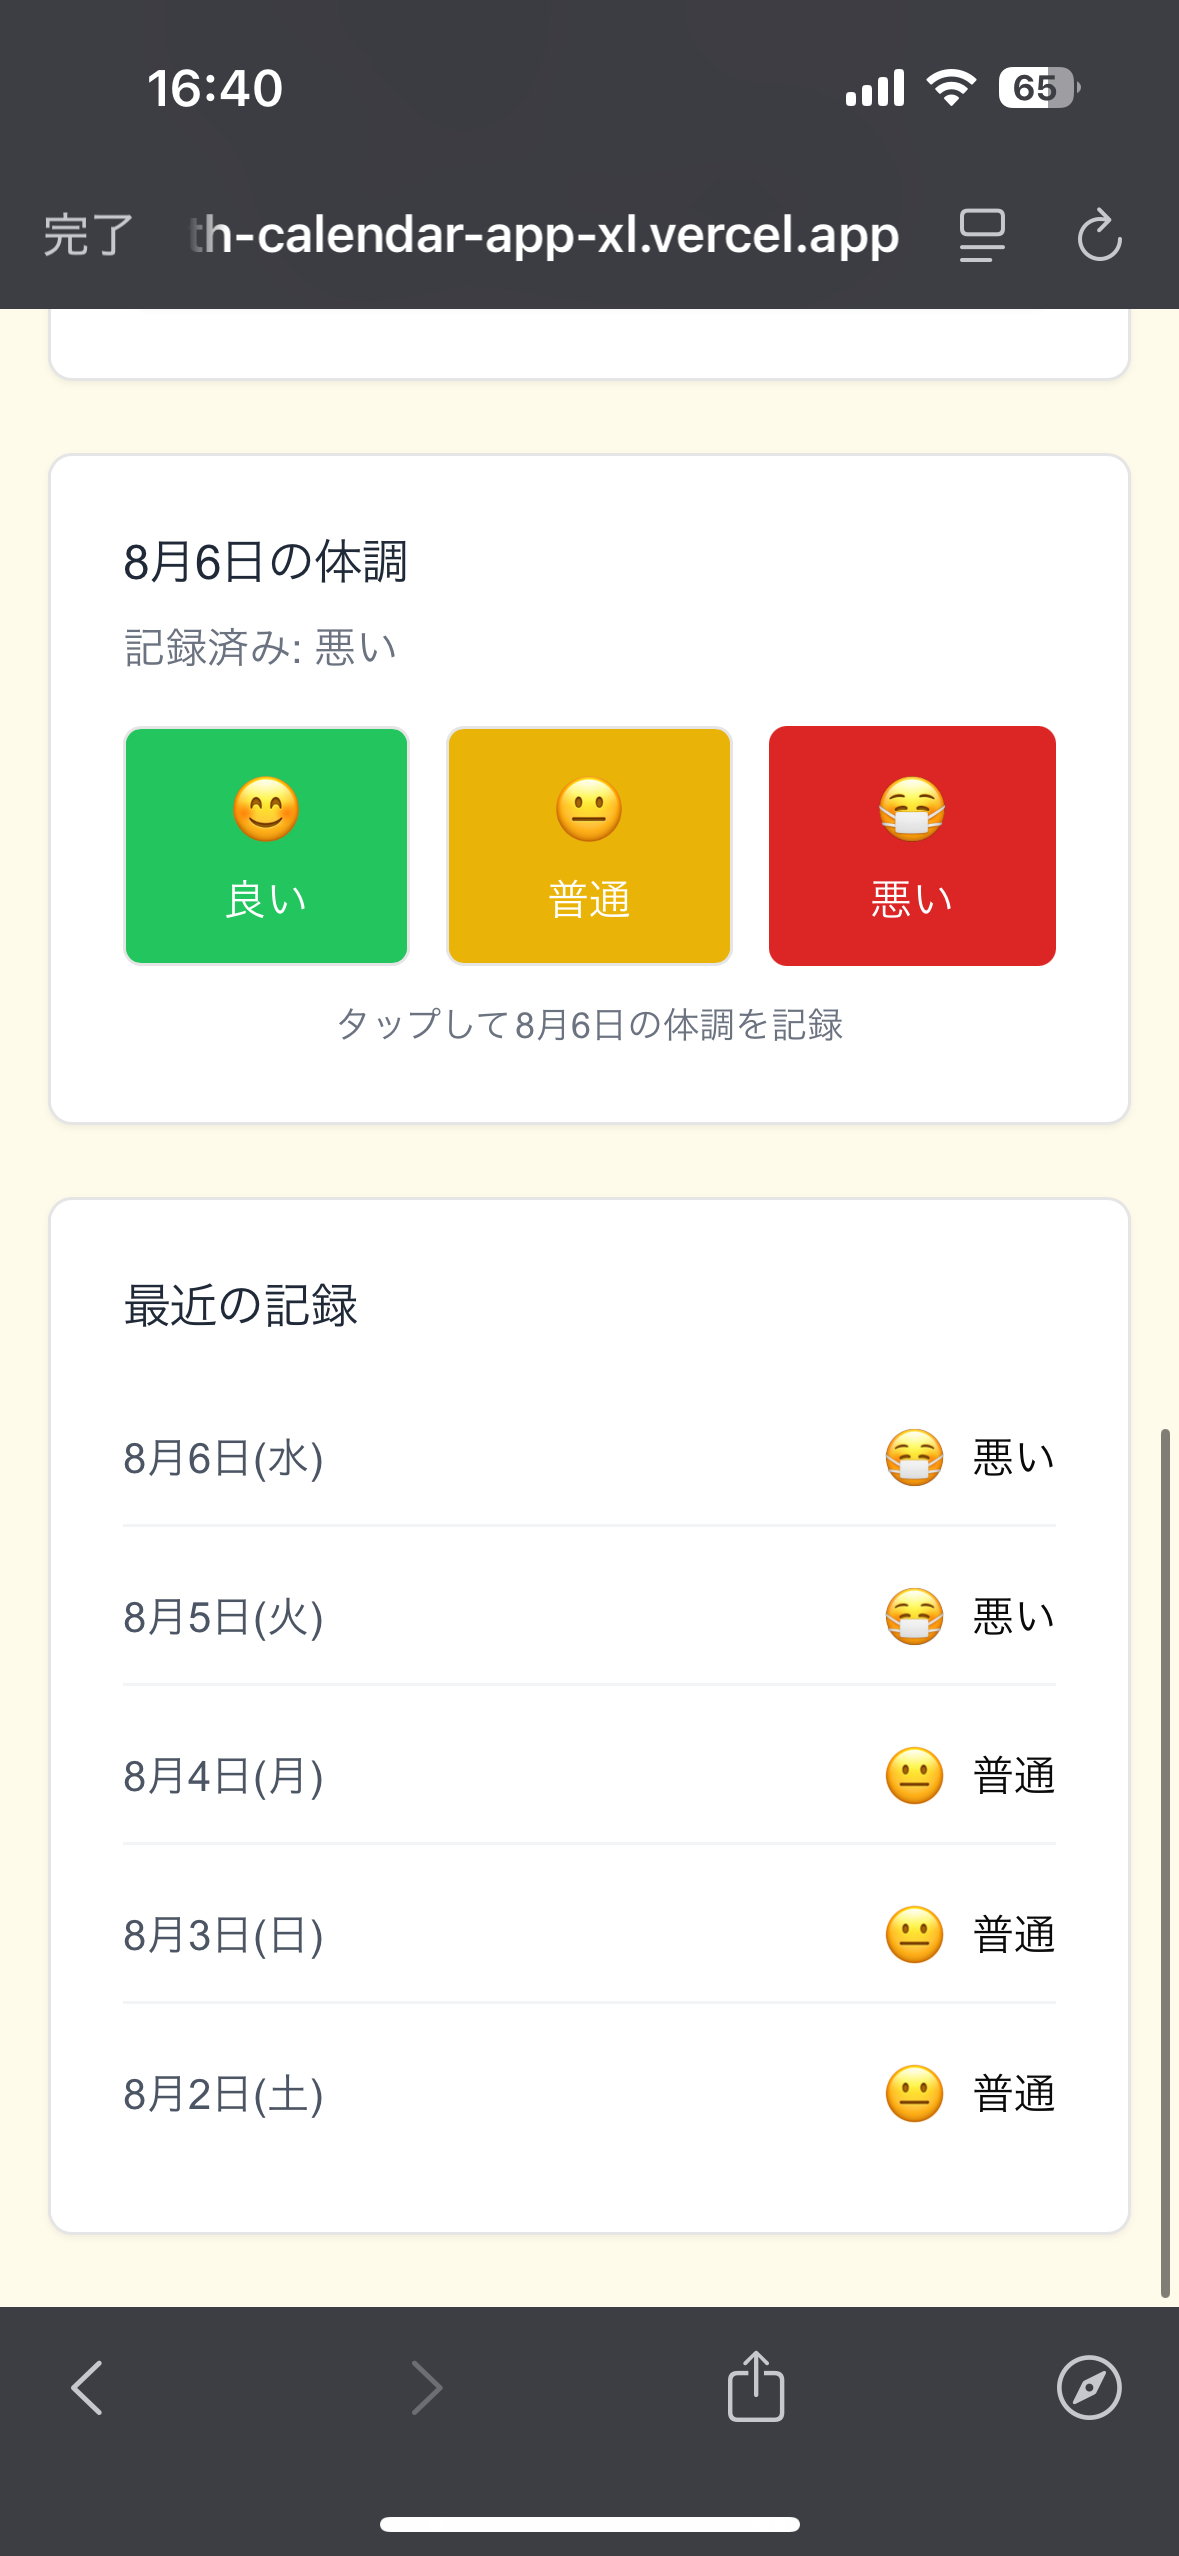 16:40
65
完了
th-calendar-app-xl.vercel.app
8月6日の体調
記録済み: 悪い
良い
普通
悪い
タップして8月6日の体調を記録
最近の記録
8月6日(水)
悪い
8月5日(火)
悪い
8月4日(月)
普通
8月3日(日)
普通
8月2日(土)
普通